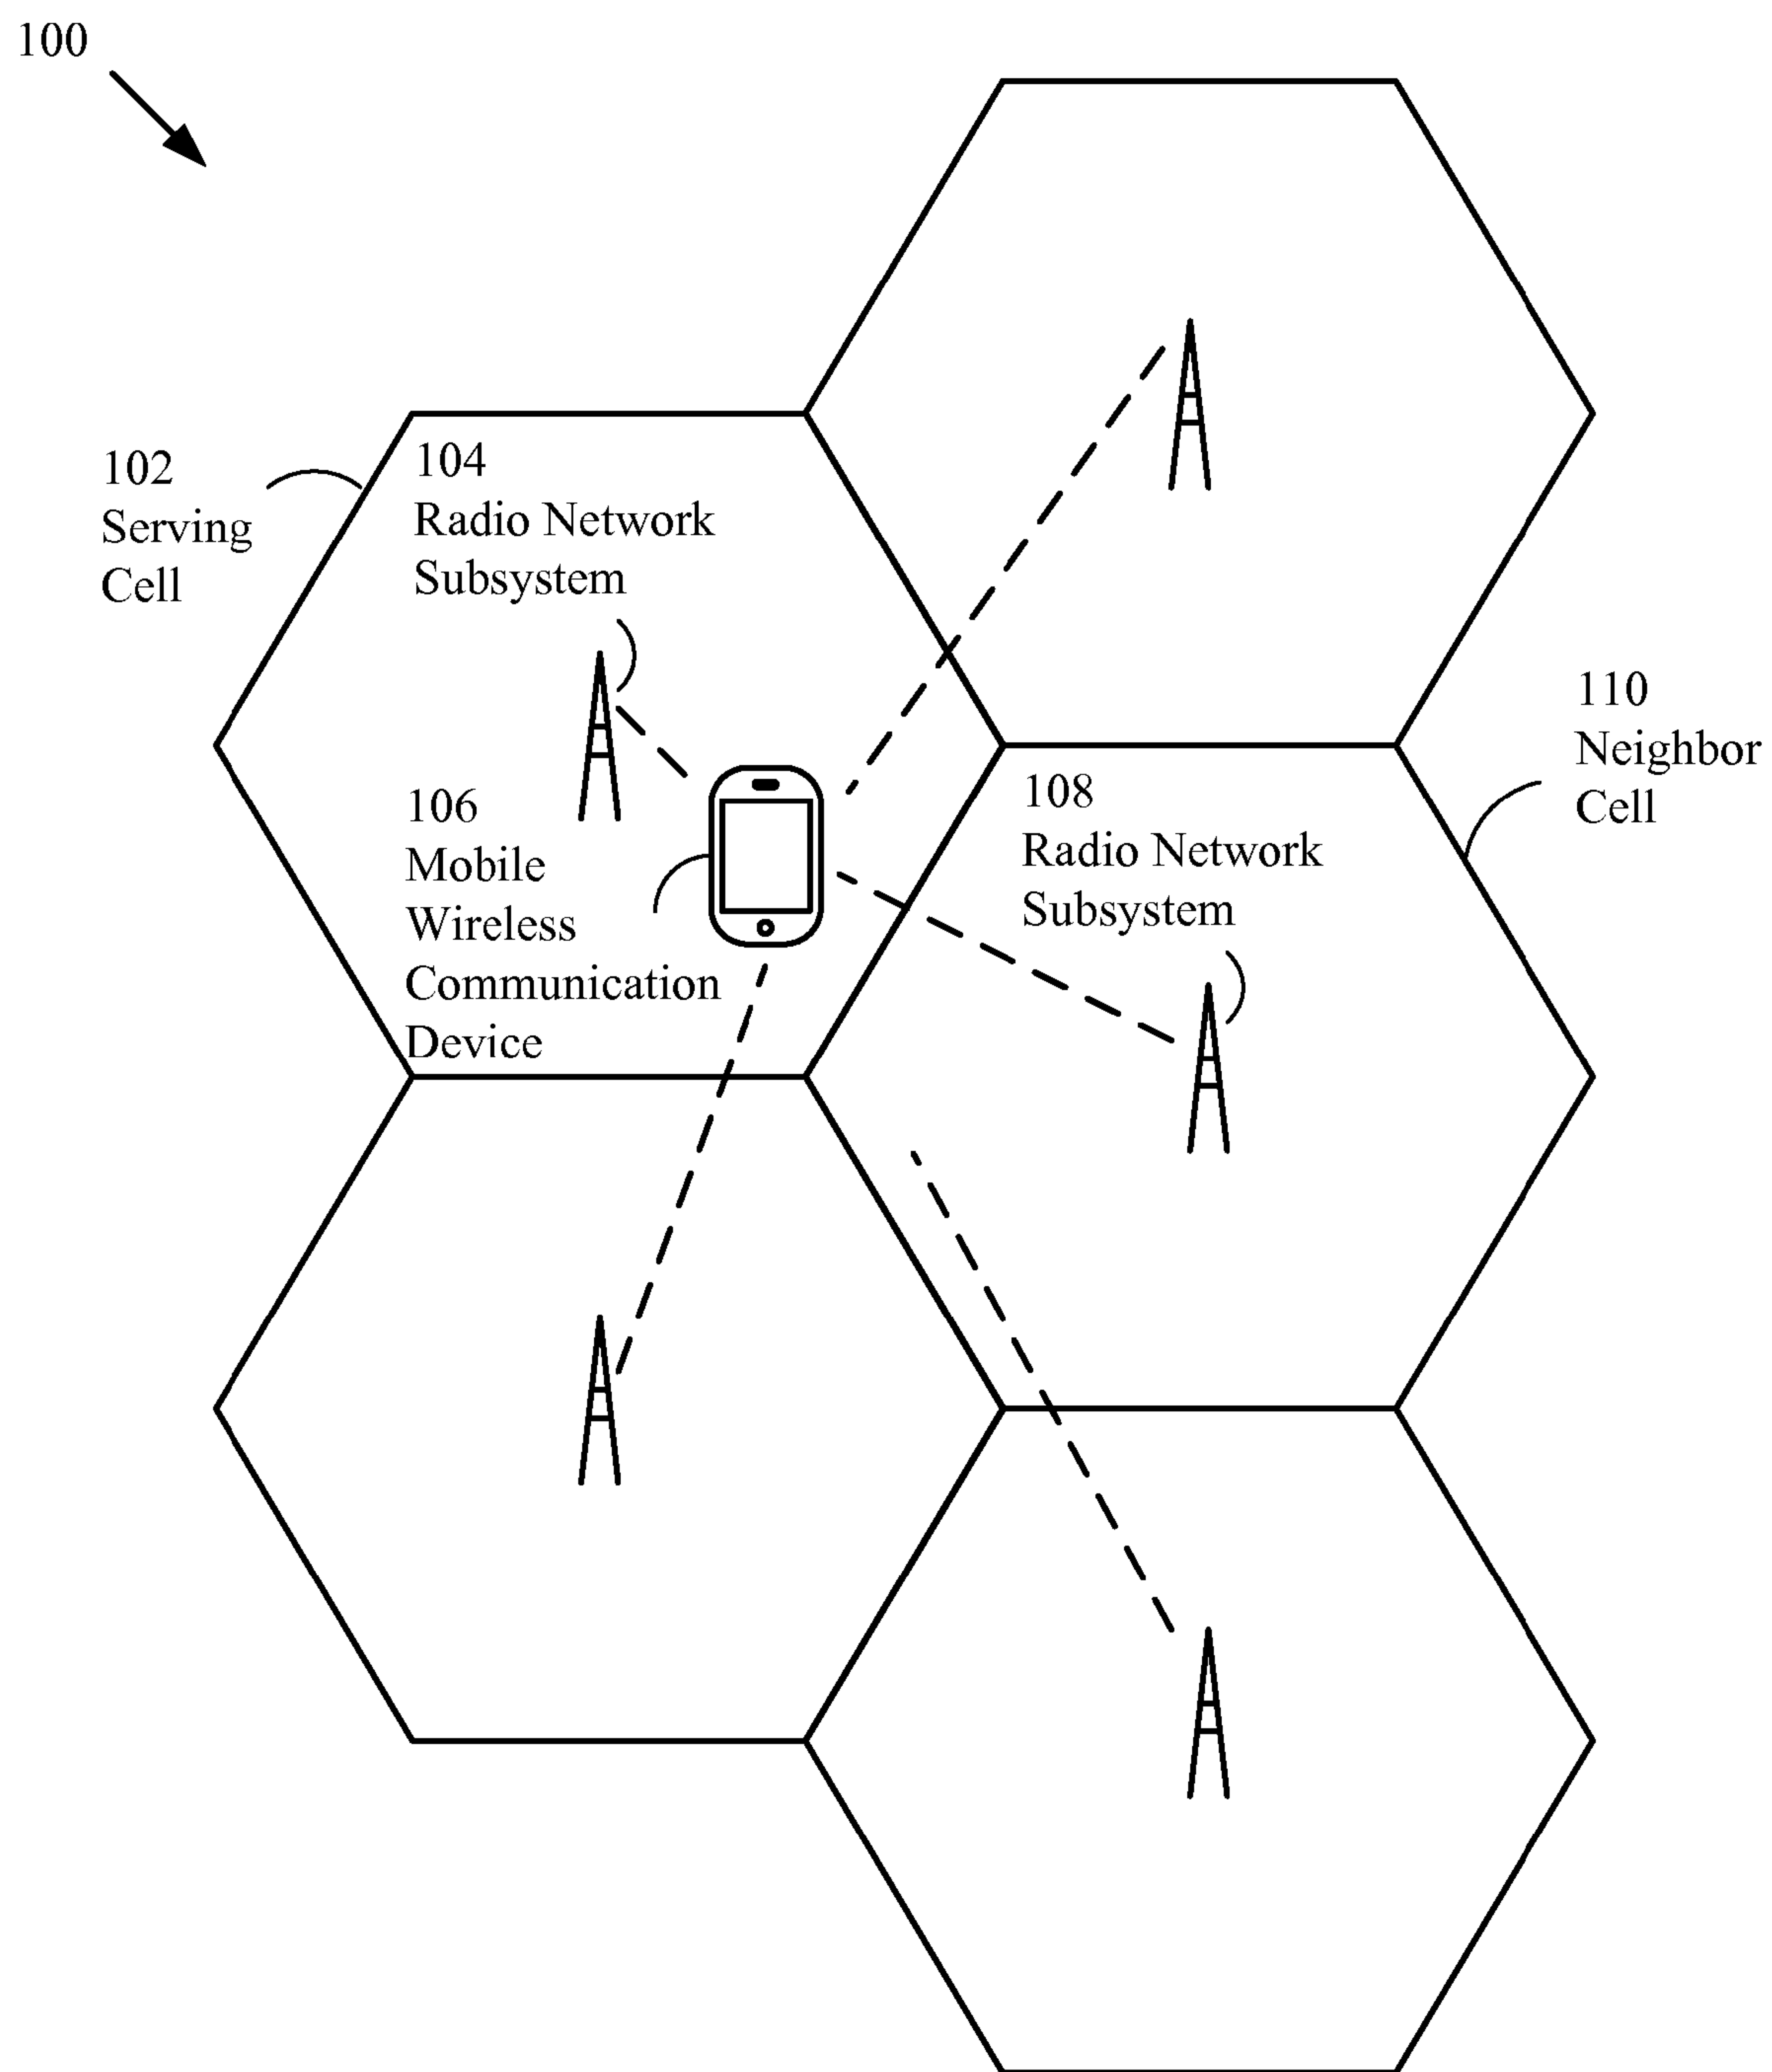 100
102
Serving
Cell
104
Radio Network
Subsystem
106
Mobile
Wireless
Communication
Device
108
Radio Network
Subsystem
110
Neighbor
Cell